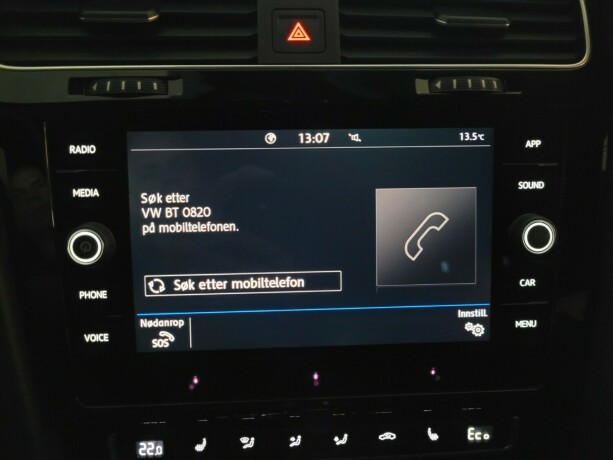 RADIO
MEDIA
PHONE
VOICE
13:07
13.5°C
Søk etter
VW BT 0820
på mobiltelefonen.
Søk etter mobiltelefon
Nødanrop
SOS
Innstill.
APP
SOUND
CAR
MENU
22.0
Eco